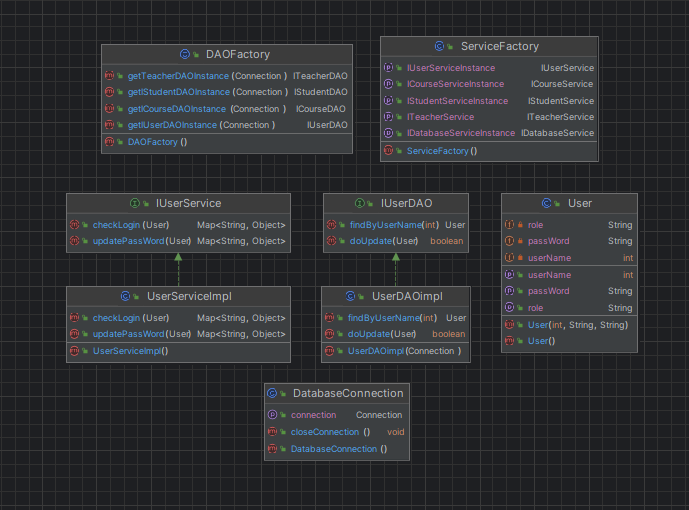 DAOFactory
getTeacherDAOInstance(Connection) ITeacherDAO
getIStudentDAOInstance(Connection) IStudentDAO
getICourseDAOInstance (Connection) ICourseDAO
getIUserDAOInstance(Connection) IUserDAO
DAOFactory()
ServiceFactory
IUserServiceInstance IUserService
ICourseServiceInstance ICourseService
IStudentServiceInstance IStudentService
ITeacherService ITeacherService
IDatabaseServiceInstance IDatabaseService
ServiceFactory()
IUserService
checkLogin(User) Map<String, Object>
updatePassWord(User) Map<String, Object>
IUserDAO
findByUserName(int) User
doUpdate(User) boolean
User
role String
passWord String
userName int
userName int
passWord String
role String
User(int, String, String)
User()
UserServiceImpl
checkLogin(User) Map<String, Object>
updatePassWord(User) Map<String, Object>
UserServiceImpl()
UserDAOimpl
findByUserName(int) User
doUpdate(User) boolean
UserDAOimpl(Connection)
DatabaseConnection
connection Connection
closeConnection () void
DatabaseConnection ()